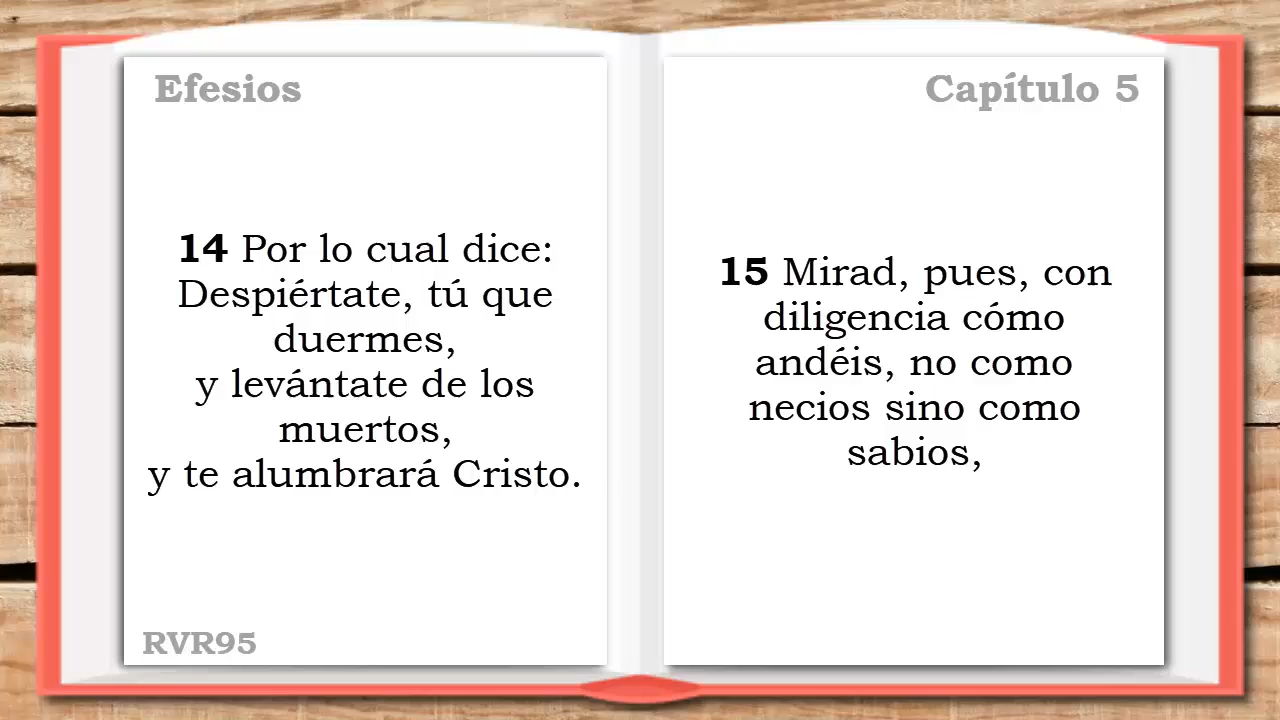 Efesios
14 Por lo cual dice:
Despiértate, tú que
duermes,
y levántate de los
muertos,
y te alumbrará Cristo.
RVR95
Capítulo 5
15 Mirad, pues, con
diligencia cómo
andéis, no como
necios sino como
sabios,